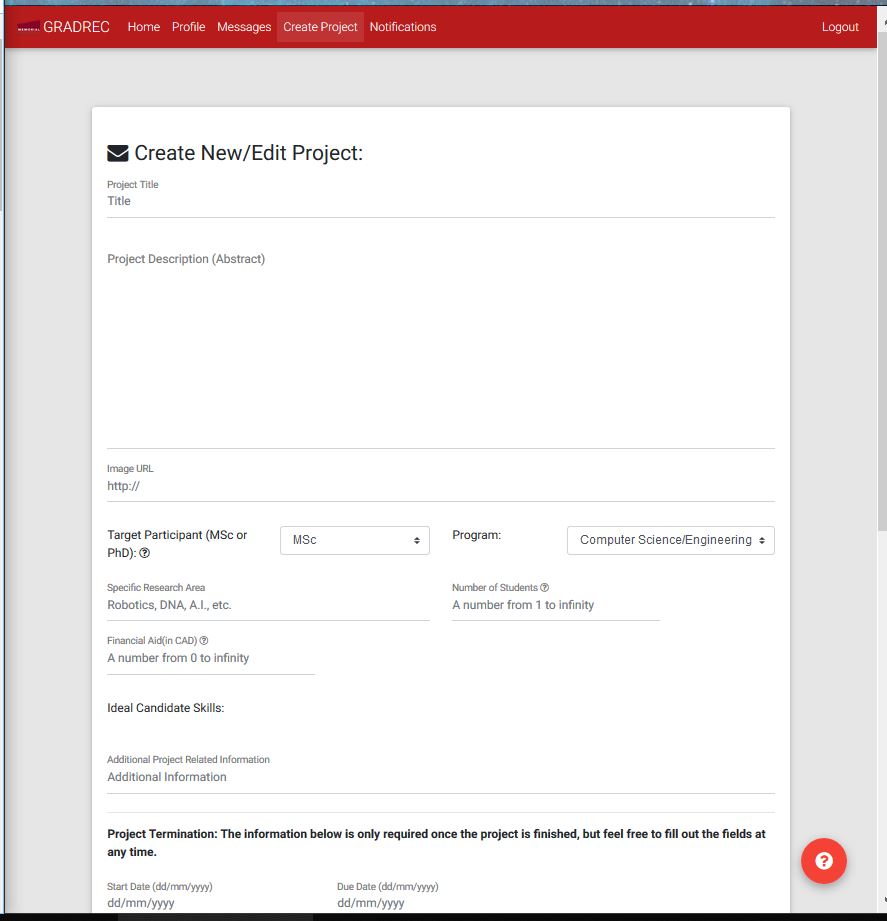 MEMORIAL GRADREC Home Profile Messages Create Project Notifications Logout
Create New/Edit Project:
Project Title
Title
Project Description (Abstract)
Image URL
http://
Target Participant (MSc or
PhD):
MSc
Program:
Computer Science/Engineering
Specific Research Area
Robotics, DNA, A.I., etc.
Number of Students
A number from 1 to infinity
Financial Aid(in CAD)
A number from 0 to infinity
Ideal Candidate Skills:
Additional Project Related Information
Additional Information
Project Termination: The information below is only required once the project is finished, but feel free to fill out the fields at
any time.
Start Date (dd/mm/yyyy)
dd/mm/yyyy
Due Date (dd/mm/yyyy)
dd/mm/yyyy